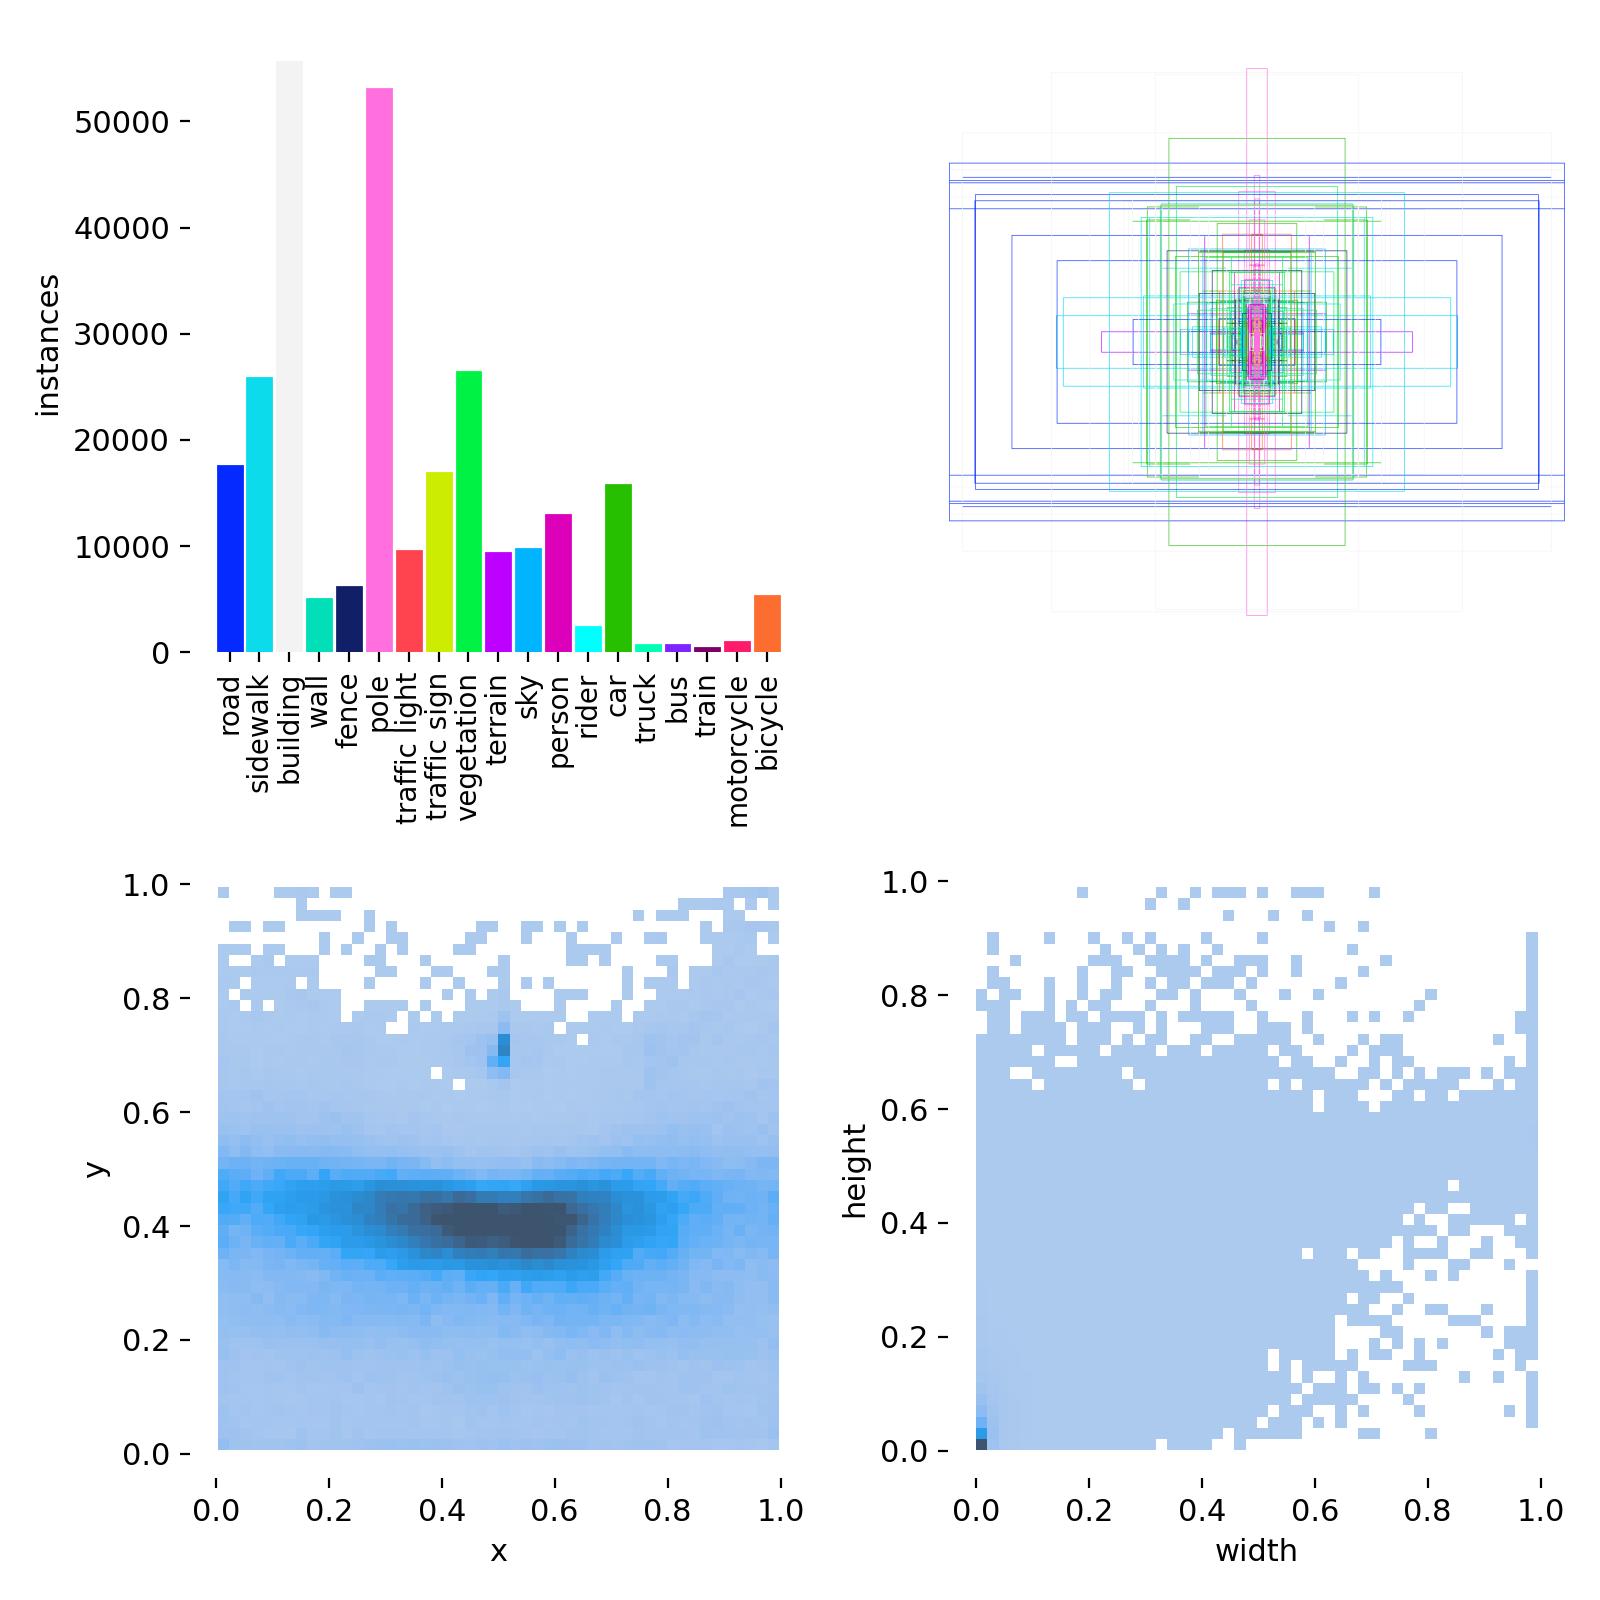 50000
40000
30000
20000
10000
0
instances
road
sidewalk
building
wall
fence
pole
traffic light
traffic sign
vegetation
terrain
sky
person
rider
car
truck
bus
train
motorcycle
bicycle
1.0
0.8
0.6
0.4
0.2
0.0
y
0.0 0.2 0.4 0.6 0.8 1.0
x
1.0
0.8
0.6
0.4
0.2
0.0
height
0.0 0.2 0.4 0.6 0.8 1.0
width